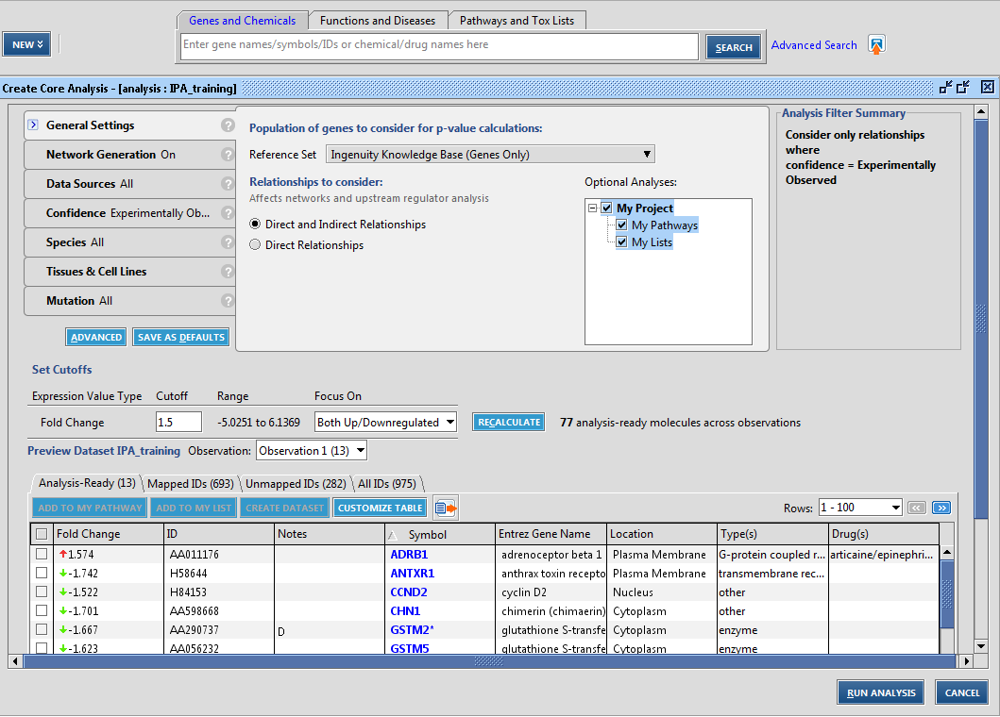 Genes and Chemicals Functions and Diseases Pathways and Tox Lists
NEW Enter gene names/symbols/IDs or chemical/drug names here SEARCH Advanced Search
Create Core Analysis - [analysis : IPA_training]
General Settings ?
Network Generation On ?
Data Sources All ?
Confidence Experimentally Ob... ?
Species All ?
Tissues & Cell Lines ?
Mutation All ?
ADVANCED SAVE AS DEFAULTS
Population of genes to consider for p-value calculations:
Reference Set Ingenuity Knowledge Base (Genes Only)
Relationships to consider:
Affects networks and upstream regulator analysis
Direct and Indirect Relationships
Direct Relationships
Optional Analyses:
My Project
My Pathways
My Lists
Analysis Filter Summary
Consider only relationships
where
confidence = Experimentally
Observed
Set Cutoffs
Expression Value Type Cutoff Range Focus On
Fold Change 1.5 -5.0251 to 6.1369 Both Up/Downregulated RECALCULATE 77 analysis-ready molecules across observations
Preview Dataset IPA_training Observation: Observation 1 (13)
Analysis-Ready (13) Mapped IDs (693) Unmapped IDs (282) All IDs (975)
ADD TO MY PATHWAY ADD TO MY LIST CREATE DATASET CUSTOMIZE TABLE Rows: 1 - 100 << >>
Fold Change ID Notes Symbol Entrez Gene Name Location Type(s) Drug(s)
1.574 AA011176 ADRB1 adrenoceptor beta 1 Plasma Membrane G-protein coupled r... articaine/epinephri...
-1.742 H58644 ANTXR1 anthrax toxin recepto Plasma Membrane transmembrane rec...
-1.522 H84153 CCND2 cyclin D2 Nucleus other
-1.701 AA598668 CHN1 chimerin (chimaerin) Cytoplasm other
-1.667 AA290737 D GSTM2* glutathione S-transfe Cytoplasm enzyme
-1.623 AA056232 GSTM5 glutathione S-transfe Cytoplasm enzyme
RUN ANALYSIS CANCEL